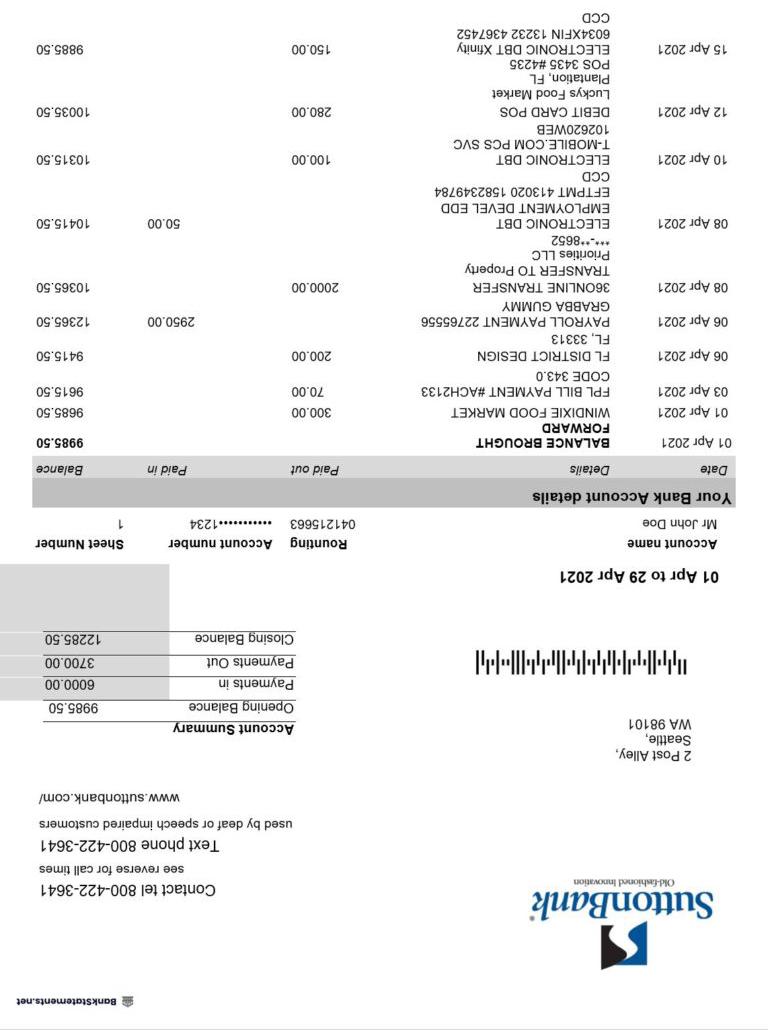 BankStatements.net
SuttonBank®
Old-fashioned Innovation
Contact tel 800-422-3641
see reverse for call times
Text phone 800-422-3641
used by deaf or speech impaired customers
www.suttonbank.com/
2 Post Alley,
Seattle,
WA 98101
Account Summary
Opening Balance 9985.50
Payments in 6000.00
Payments Out 3700.00
Closing Balance 12285.50
01 Apr to 29 Apr 2021
Account name Rounting Account number Sheet Number
Mr John Doe 041215663 •••••••••••1234 1
Your Bank Account details
Date Details Paid out Paid in Balance
01 Apr 2021 BALANCE BROUGHT 9985.50
FORWARD
01 Apr 2021 WINDIXIE FOOD MARKET 300.00 9685.50
03 Apr 2021 FPL BILL PAYMENT #ACH2133 70.00 9615.50
CODE 343.0
06 Apr 2021 FL DISTRICT DESIGN 200.00 9415.50
FL, 33313
06 Apr 2021 PAYROLL PAYMENT 22765556 2950.00 12365.50
GRABBA GUMMY
08 Apr 2021 360NLINE TRANSFER 2000.00 10365.50
TRANSFER TO Property
Priorities LLC
***-**8652
08 Apr 2021 ELECTRONIC DBT 50.00 10415.50
EMPLOYMENT DEVEL EDD
EFTPMT 413020 1582349784
CCD
10 Apr 2021 ELECTRONIC DBT 100.00 10315.50
T-MOBILE.COM PCS SVC
102620WEB
12 Apr 2021 DEBIT CARD POS 280.00 10035.50
Luckys Food Market
Plantation, FL
POS 3435 #4235
15 Apr 2021 ELECTRONIC DBT Xfinity 150.00 9885.50
6034XFIN 13232 4367452
CCD